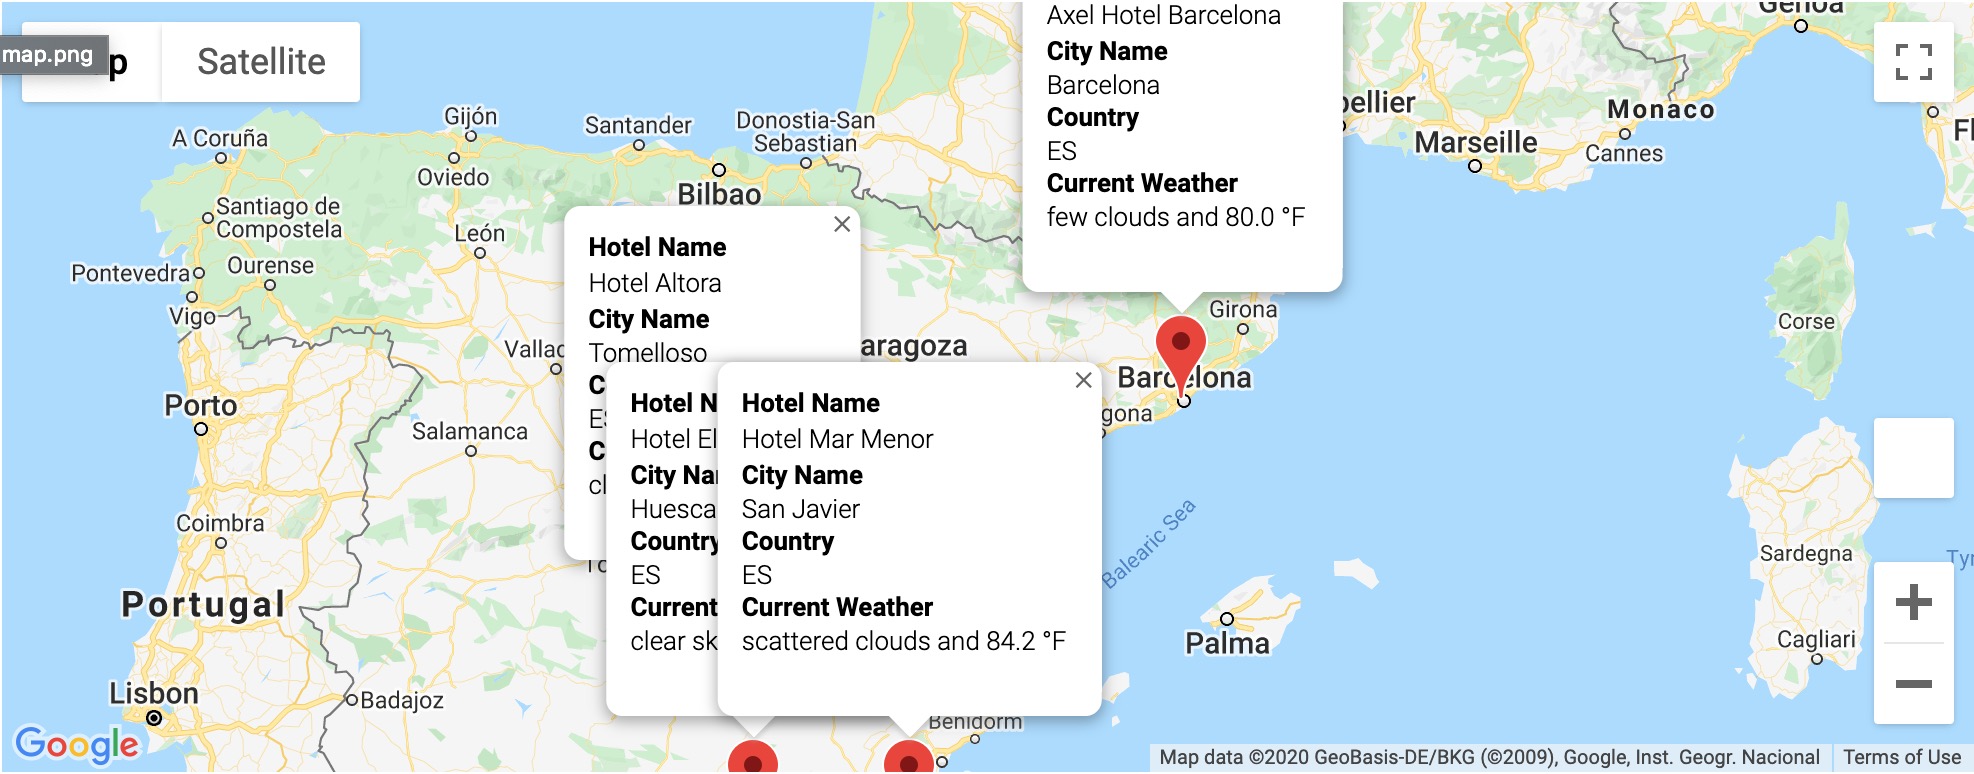 map.png
p
Satellite
Axel Hotel Barcelona
City Name
Barcelona
Country
ES
Current Weather
few clouds and 80.0 °F
Genoa
Monaco
pellier
Marseille
Cannes
Fl
Gijón
A Coruña
Santander
Donostia-San
Sebastian
Oviedo
Bilbao
Santiago de
Compostela
León
Pontevedra
Ourense
Vigo
Vallad
Hotel Name
Hotel Altora
City Name
Tomelloso
C
ES
C
cl
aragoza
Girona
Barcelona
gona
Corse
Porto
Salamanca
Hotel N
Hotel El
City Nar
Huesca
Country
ES
Current
clear sk
Hotel Name
Hotel Mar Menor
City Name
San Javier
Country
ES
Current Weather
scattered clouds and 84.2 °F
Balearic Sea
Coimbra
To
Portugal
Sardegna
Tyr
Palma
Cagliari
Lisbon
Badajoz
Benidorm
Google
Map data ©2020 GeoBasis-DE/BKG (©2009), Google, Inst. Geogr. Nacional
Terms of Use